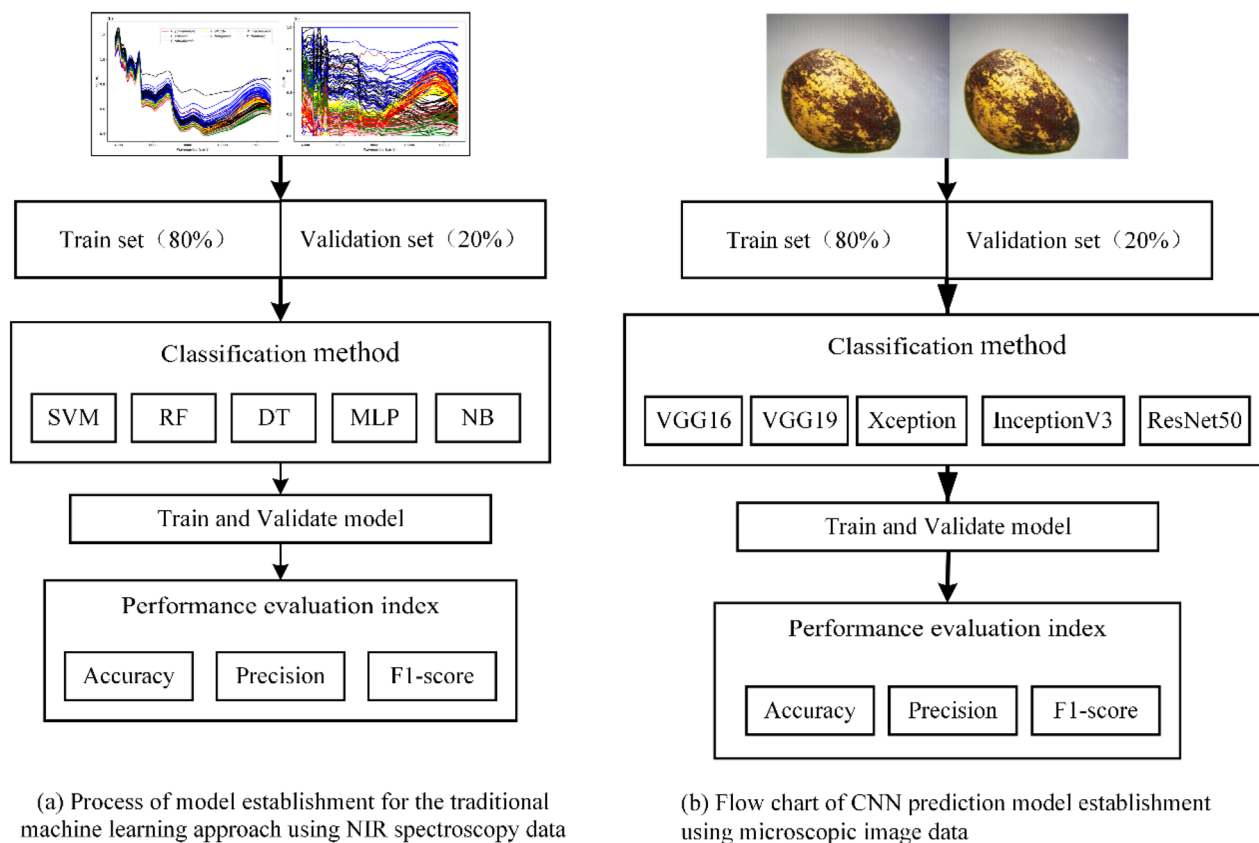 Train set（80%）
Validation set（20%）
Classification method
SVM
RF
DT
MLP
NB
Train and Validate model
Performance evaluation index
Accuracy
Precision
F1-score
(a) Process of model establishment for the traditional
machine learning approach using NIR spectroscopy data
Train set（80%）
Validation set（20%）
Classification method
VGG16
VGG19
Xception
InceptionV3
ResNet50
Train and Validate model
Performance evaluation index
Accuracy
Precision
F1-score
(b) Flow chart of CNN prediction model establishment
using microscopic image data